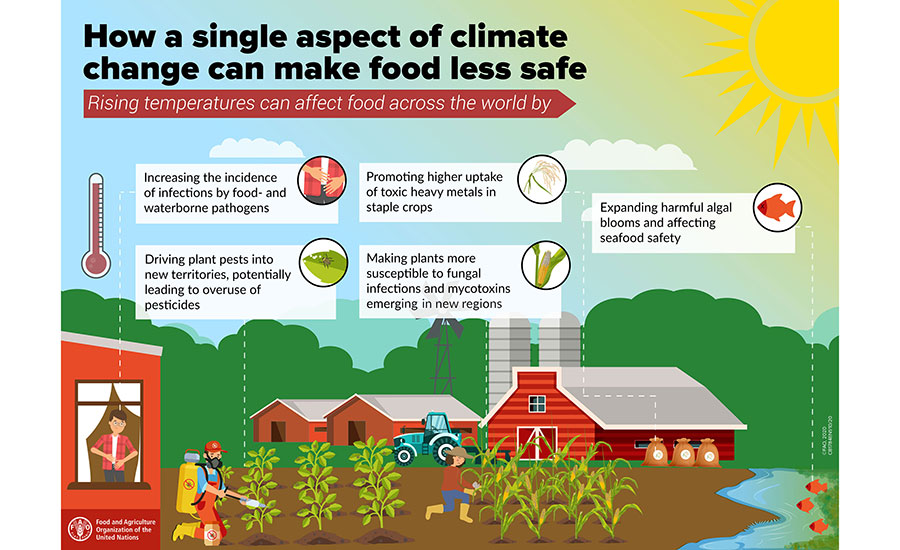 How a single aspect of climate
change can make food less safe
Rising temperatures can affect food across the world by
Increasing the incidence
of infections by food- and
waterborne pathogens
Promoting higher uptake
of toxic heavy metals in
staple crops
Expanding harmful algal
blooms and affecting
seafood safety
Driving plant pests into
new territories, potentially
leading to overuse of
pesticides
Making plants more
susceptible to fungal
infections and mycotoxins
emerging in new regions
Food and Agriculture
Organization of the
United Nations
©FAO, 2020